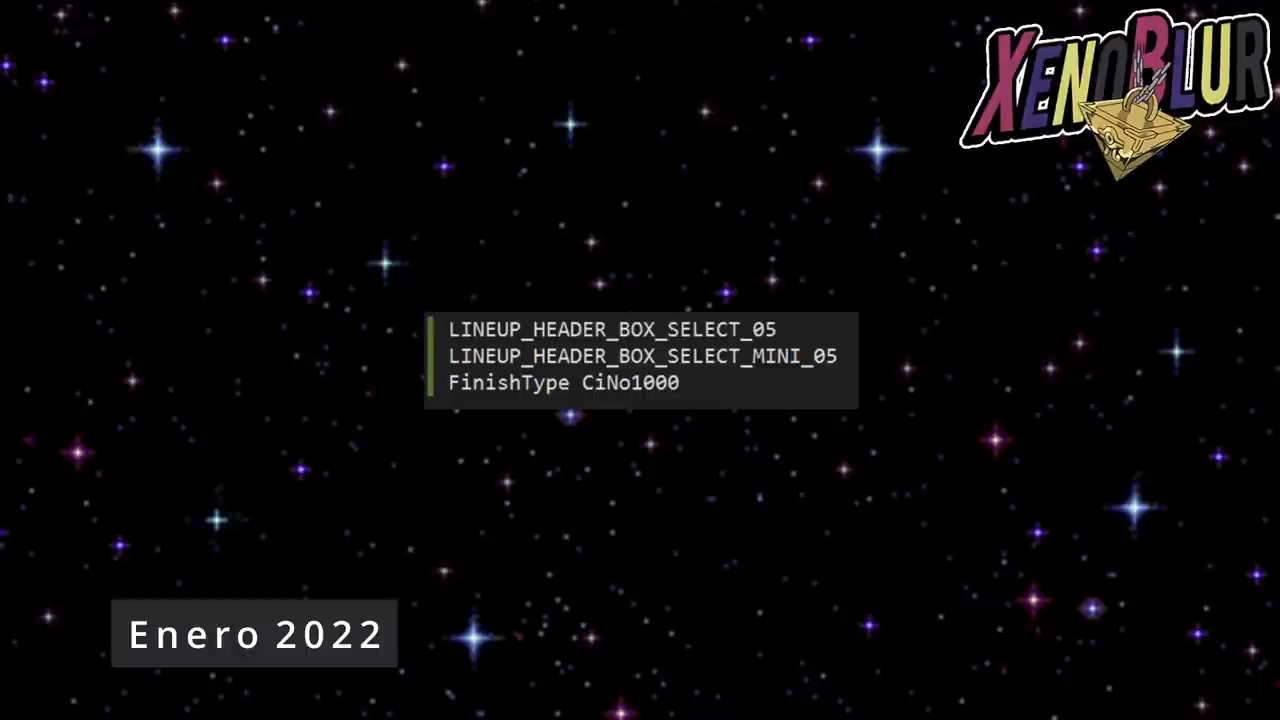 XENOBLUR
LINEUP_HEADER_BOX_SELECT_05
LINEUP_HEADER_BOX_SELECT_MINI_05
FinishType CiNo1000
Enero 2022